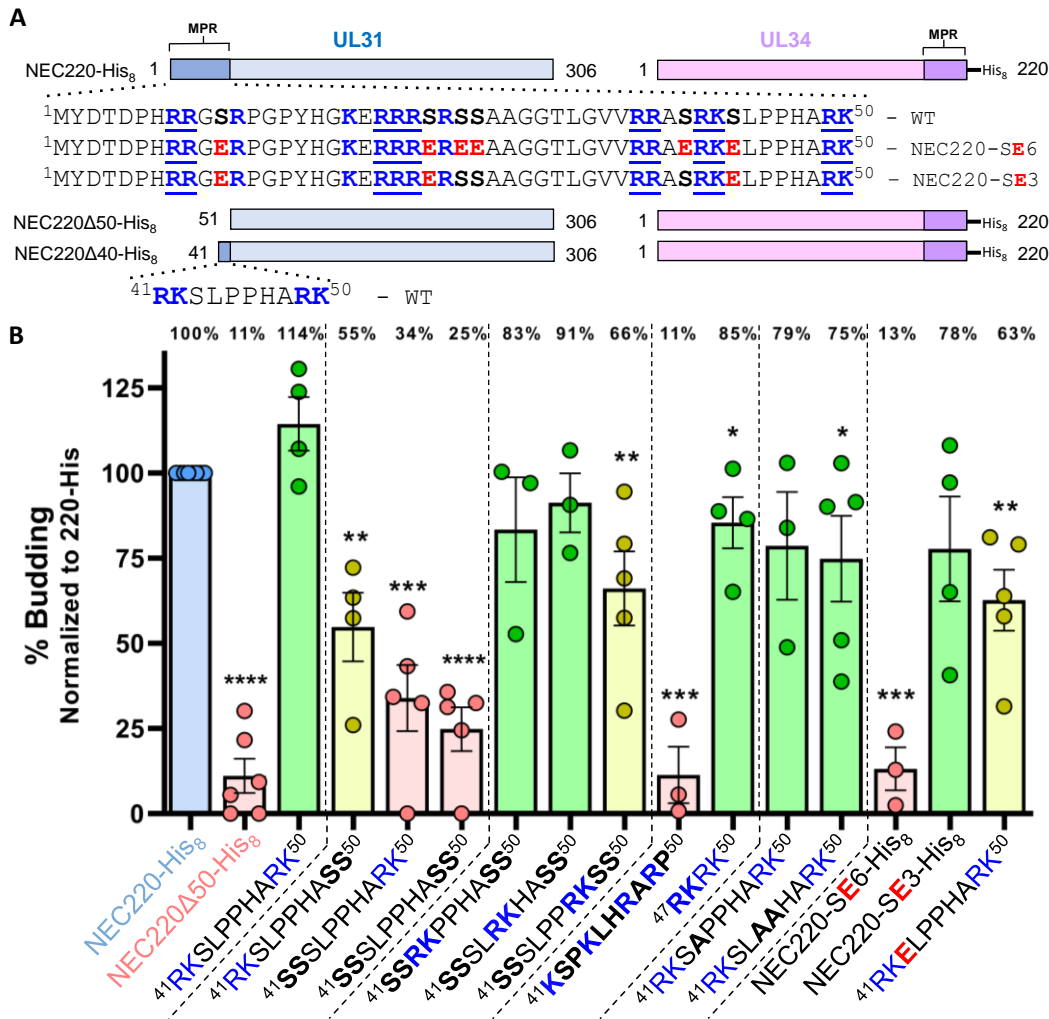 A
MPR
UL31
UL34
MPR
NEC220-His₈ 1 306 1 His₈ 220
¹MYDTDPHRRGSRPGPYHGKERRRSRSSAAGGTLGVVRRASRKSLPPHARK⁵⁰ – WT
¹MYDTDPHRRGERPGPYHGKERRREREEAAGGTLGVVRRAERKELPPHARK⁵⁰ – NEC220-SE6
¹MYDTDPHRRGERPGPYHGKERRRERSSAAGGTLGVVRRASRKELPPHARK⁵⁰ – NEC220-SE3
NEC220Δ50-His₈ 51 306 1 His₈ 220
NEC220Δ40-His₈ 41 306 1 His₈ 220
⁴¹RKSLPPHARK⁵⁰ – WT
B
100% 11% 114% 55% 34% 25% 83% 91% 66% 11% 85% 79% 75% 13% 78% 63%
% Budding
Normalized to 220-His
125
100
75
50
25
0
****
**
***
****
**
***
*
*
***
**
NEC220-His₈
NEC220Δ50-His₈
⁴¹RKSLPPHARK⁵⁰
⁴¹RKSLPPHASS⁵⁰
⁴¹SSSLPPHARK⁵⁰
⁴¹SSSLPPHASS⁵⁰
⁴¹SSRKPPHASS⁵⁰
⁴¹SSSLRKHASS⁵⁰
⁴¹SSSLPPRKSS⁵⁰
⁴¹KSPKLHRARP⁵⁰
⁴⁷RKRK⁵⁰
⁴¹RKSAPPHARK⁵⁰
⁴¹RKSLAAHARK⁵⁰
NEC220-SE6-His₈
NEC220-SE3-His₈
⁴¹RKELPPHARK⁵⁰